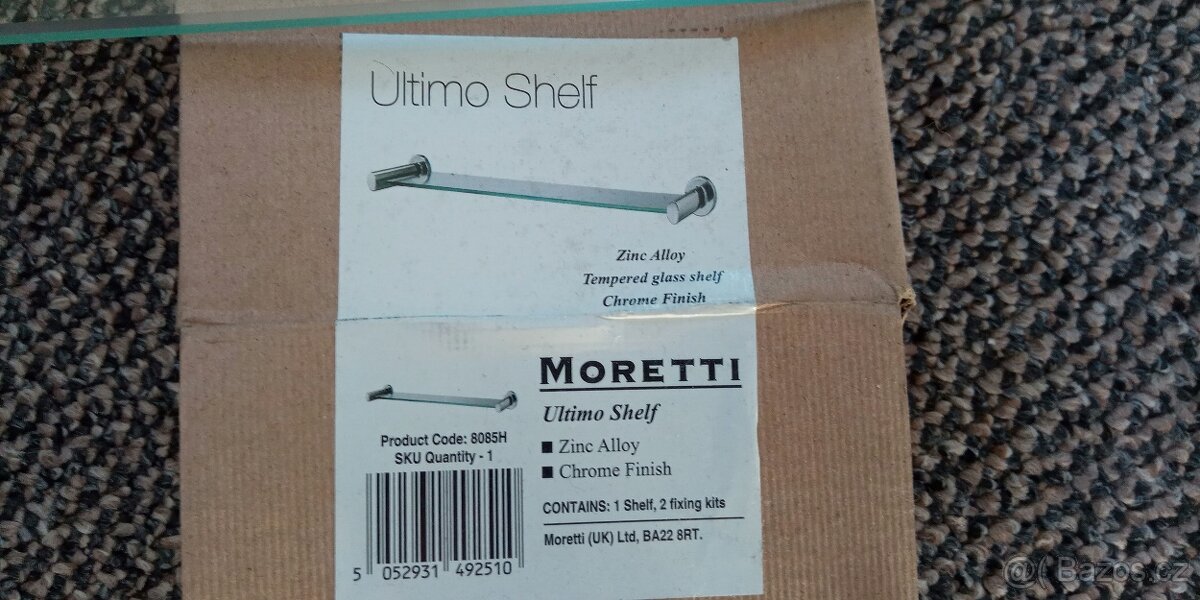 Ultimo Shelf
Zinc Alloy
Tempered glass shelf
Chrome Finish
MORETTI
Ultimo Shelf
■ Zinc Alloy
■ Chrome Finish
CONTAINS: 1 Shelf, 2 fixing kits
Moretti (UK) Ltd, BA22 8RT.
Product Code: 8085H
SKU Quantity - 1
5 052931 492510
@( Bazos.cz